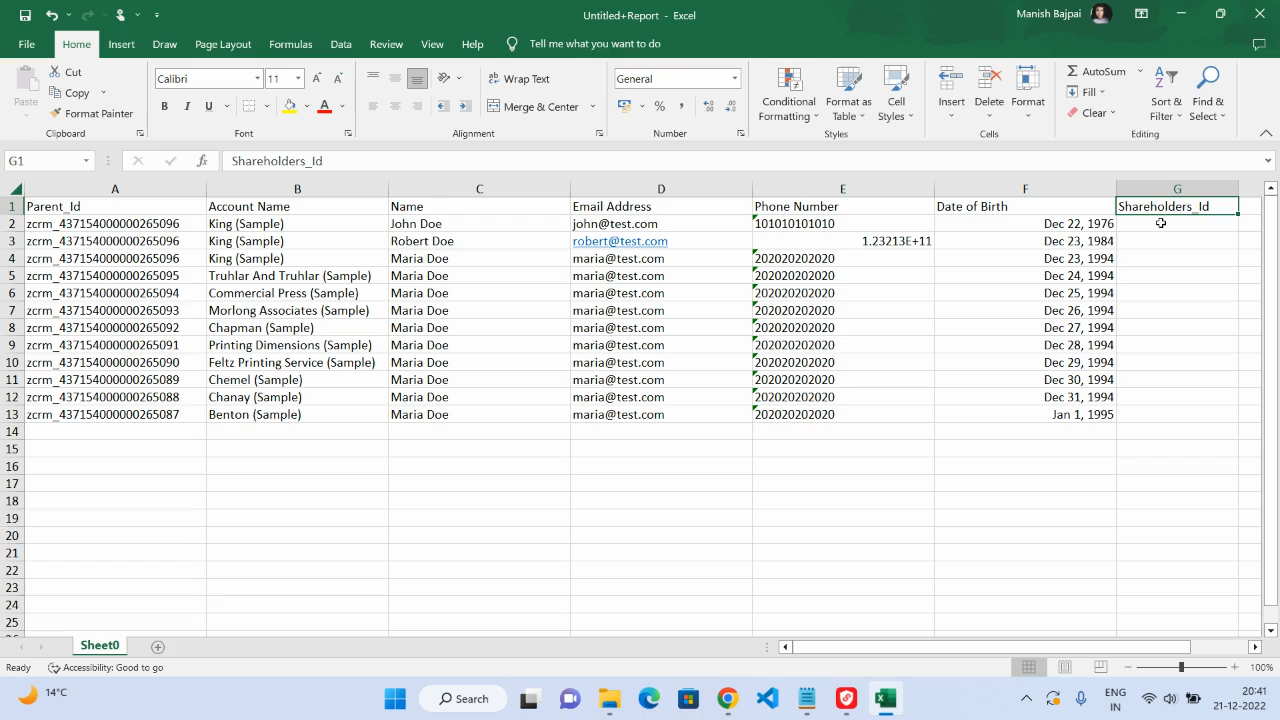 Untitled+Report - Excel
Manish Bajpai
File Home Insert Draw Page Layout Formulas Data Review View Help Tell me what you want to do
Paste
Cut
Copy
Format Painter
Clipboard
Calibri 11
B I U A
Font
Wrap Text
Merge & Center
Alignment
General
%
Number
Conditional Formatting
Format as Table
Cell Styles
Styles
Insert Delete Format
Cells
AutoSum
Fill
Clear
Sort & Filter
Find & Select
Editing
G1 fx Shareholders_Id
A B C D E F G
1 Parent_Id Account Name Name Email Address Phone Number Date of Birth Shareholders_Id
2 zcrm_437154000000265096 King (Sample) John Doe john@test.com 101010101010 Dec 22, 1976
3 zcrm_437154000000265096 King (Sample) Robert Doe robert@test.com 1.23213E+11 Dec 23, 1984
4 zcrm_437154000000265096 King (Sample) Maria Doe maria@test.com 202020202020 Dec 23, 1994
5 zcrm_437154000000265095 Truhlar And Truhlar (Sample) Maria Doe maria@test.com 202020202020 Dec 24, 1994
6 zcrm_437154000000265094 Commercial Press (Sample) Maria Doe maria@test.com 202020202020 Dec 25, 1994
7 zcrm_437154000000265093 Morlong Associates (Sample) Maria Doe maria@test.com 202020202020 Dec 26, 1994
8 zcrm_437154000000265092 Chapman (Sample) Maria Doe maria@test.com 202020202020 Dec 27, 1994
9 zcrm_437154000000265091 Printing Dimensions (Sample) Maria Doe maria@test.com 202020202020 Dec 28, 1994
10 zcrm_437154000000265090 Feltz Printing Service (Sample) Maria Doe maria@test.com 202020202020 Dec 29, 1994
11 zcrm_437154000000265089 Chemel (Sample) Maria Doe maria@test.com 202020202020 Dec 30, 1994
12 zcrm_437154000000265088 Chanay (Sample) Maria Doe maria@test.com 202020202020 Dec 31, 1994
13 zcrm_437154000000265087 Benton (Sample) Maria Doe maria@test.com 202020202020 Jan 1, 1995
14
15
16
17
18
19
20
21
22
23
24
25
Sheet0
Ready Accessibility: Good to go 100%
14°C
Search
ENG IN
20:41
21-12-2022